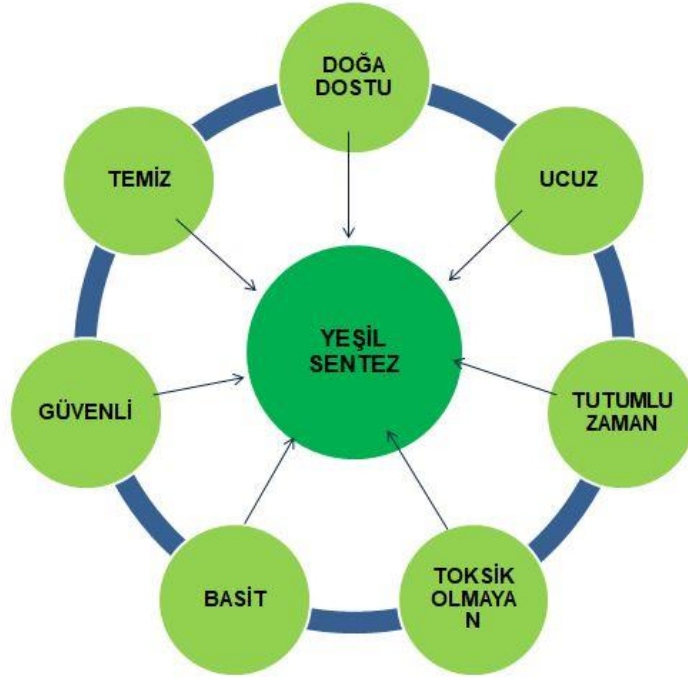 DOĞA
DOSTU
TEMİZ
UCUZ
YEŞİL
SENTEZ
GÜVENLİ
TUTUMLU
ZAMAN
BASİT
TOKSİK
OLMAYA
N